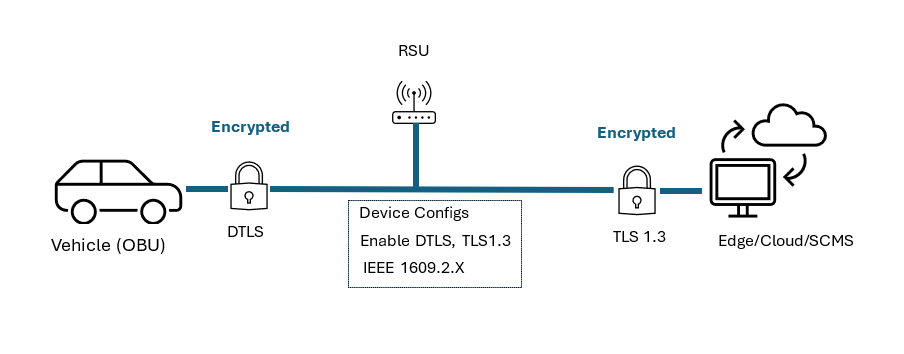 RSU
Encrypted
Encrypted
DTLS
Vehicle (OBU)
Device Configs
Enable DTLS, TLS1.3
IEEE 1609.2.X
TLS 1.3
Edge/Cloud/SCMS